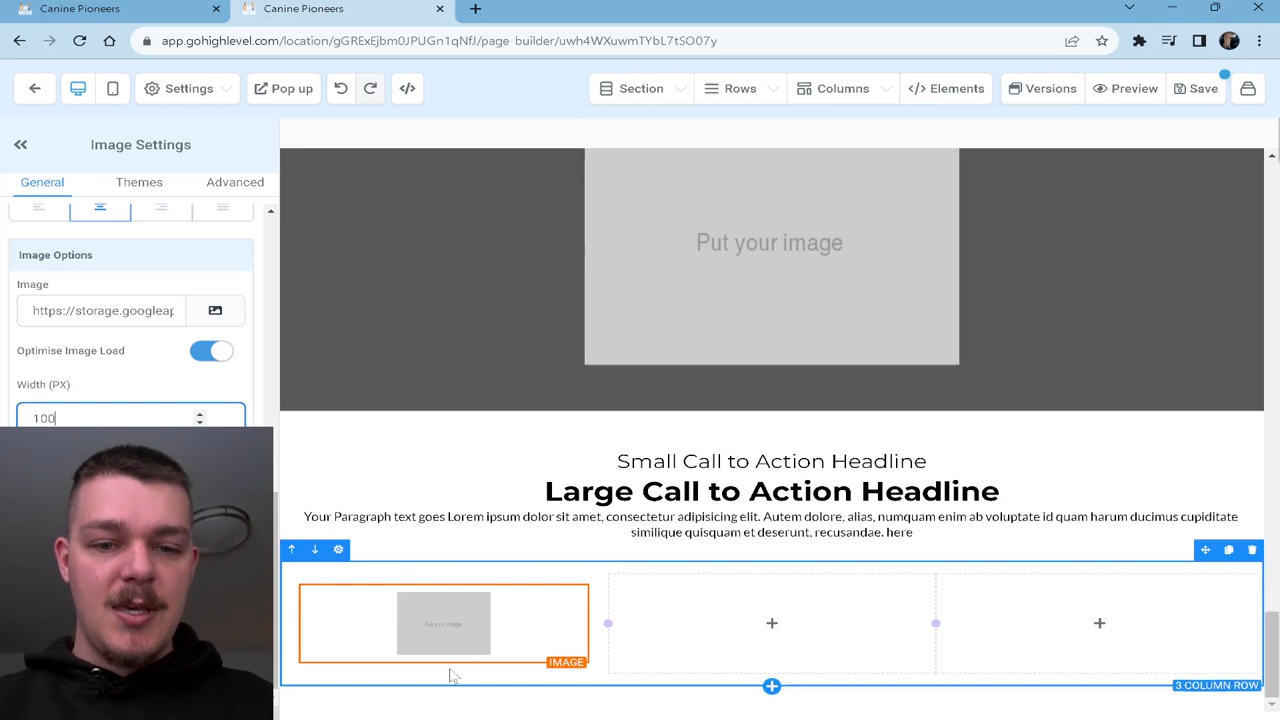 Canine Pioneers
Canine Pioneers
app.gohighlevel.com/location/gGRExEjbm0JPUGn1qNfJ/page-builder/uwh4WXuwmTYbL7tSO07y
Settings
Pop up
Section
Rows
Columns
Elements
Versions
Preview
Save
Image Settings
General
Themes
Advanced
Image Options
Image
https://storage.googleap
Optimise Image Load
Width (PX)
100
Put your image
Small Call to Action Headline
Large Call to Action Headline
Your Paragraph text goes Lorem ipsum dolor sit amet, consectetur adipisicing elit. Autem dolore, alias, numquam enim ab voluptate id quam harum ducimus cupiditate
similique quisquam et deserunt, recusandae. here
Put your image
IMAGE
3 COLUMN ROW